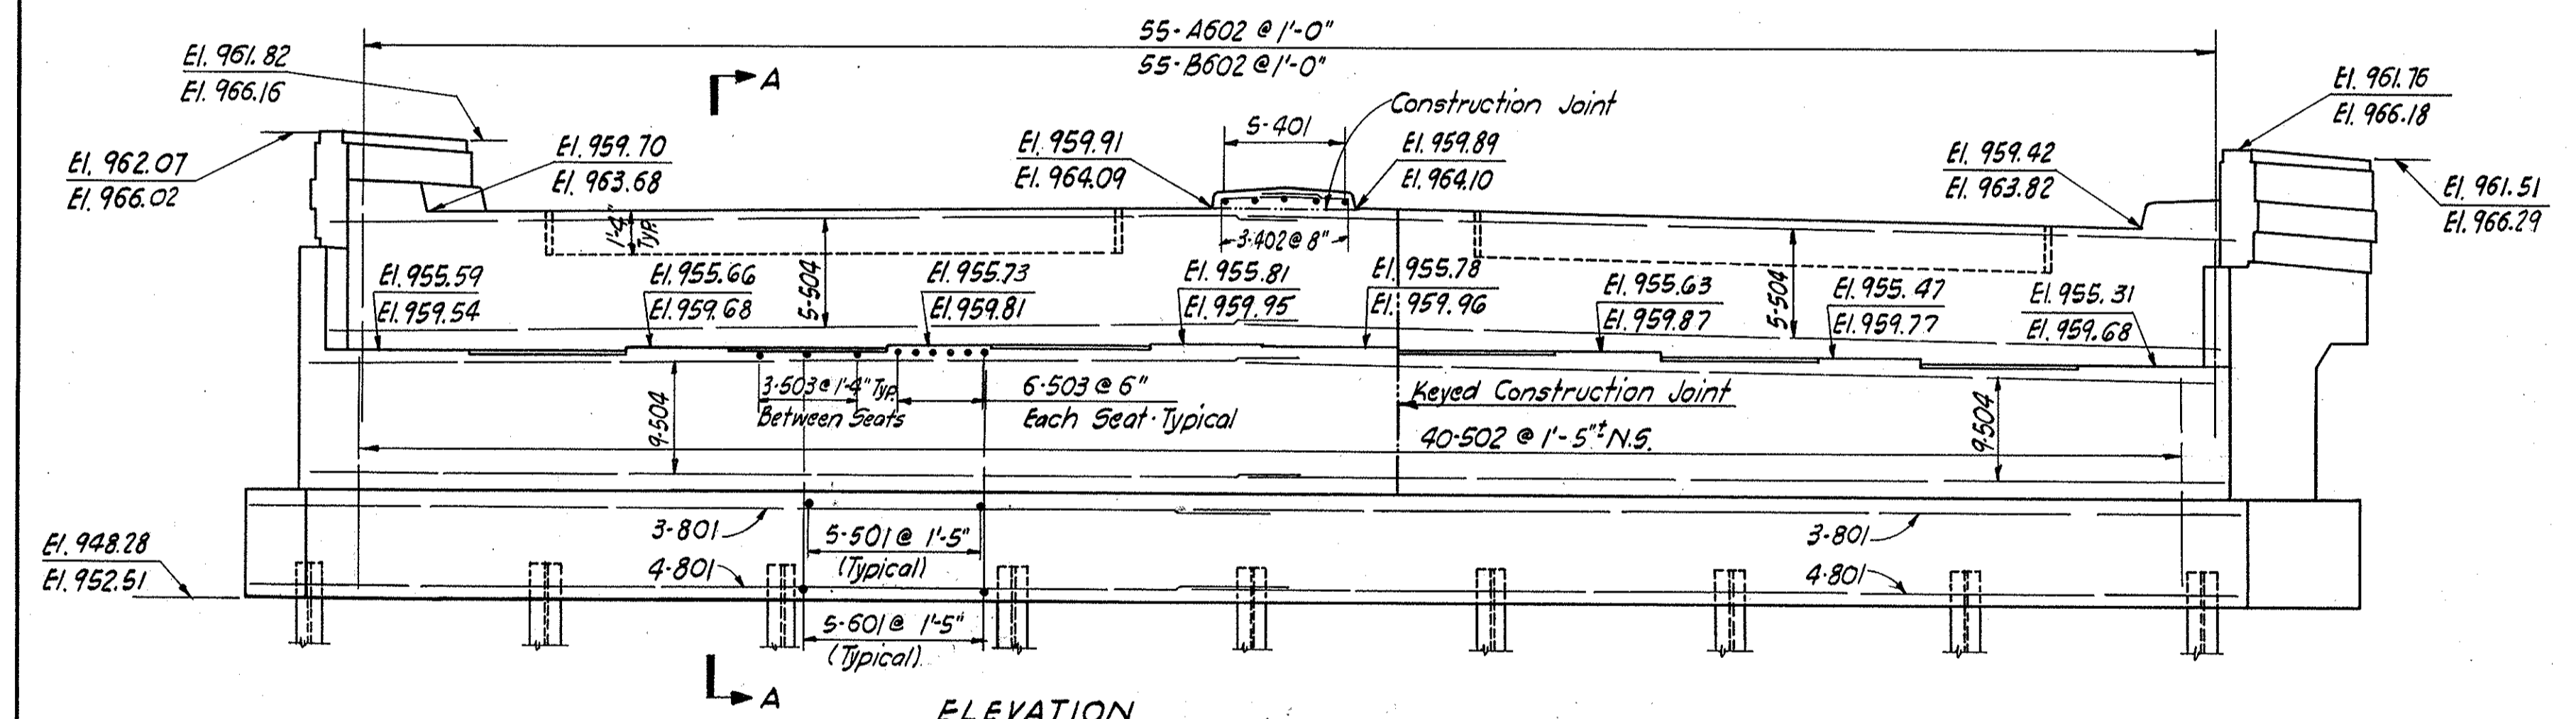 55-A602 @ 1'-0"
55-B602 @ 1'-0"
El. 961.82
El. 966.16
A
El. 961.76
El. 966.18
Construction Joint
5-401
El. 962.07
El. 966.02
El. 959.70
El. 963.68
El. 959.91
El. 964.09
El. 959.89
El. 964.10
El. 959.42
El. 963.82
El. 961.51
El. 966.29
1'-4"
Typ.
3-402 @ 8"
5-504
5-504
El. 955.59
El. 959.54
El. 955.66
El. 959.68
El. 955.73
El. 959.81
El. 955.81
El. 959.95
El. 955.78
El. 959.96
El. 955.63
El. 959.87
El. 955.47
El. 959.77
El. 955.31
El. 959.68
9-504
3-503 @ 1'-4" Typ.
Between Seats
6-503 @ 6"
Each Seat-Typical
Keyed Construction Joint
40-502 @ 1'-5"± N.S.
9-504
3-801
5-501 @ 1'-5"
(Typical)
3-801
El. 948.28
El. 952.51
4-801
4-801
5-601 @ 1'-5"
(Typical)
A
ELEVATION